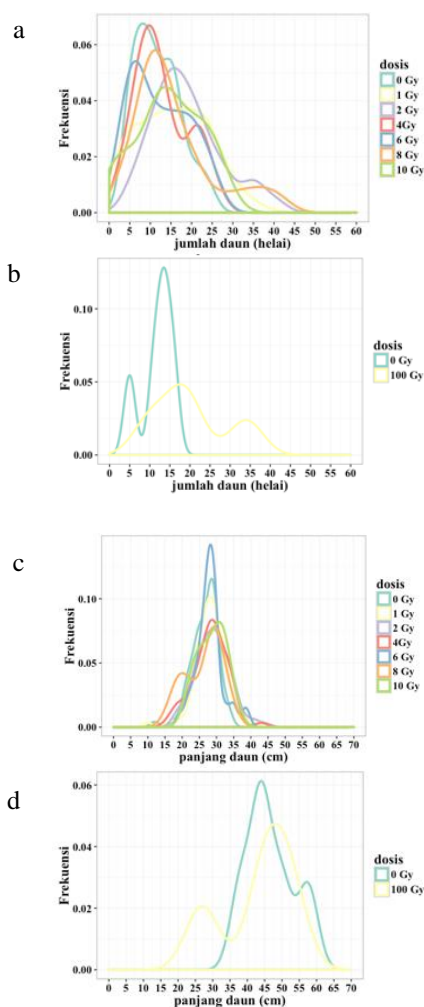 a
0.06
0.04
0.02
0.00
Frekuensi
0 5 10 15 20 25 30 35 40 45 50 55 60
jumlah daun (helai)
dosis
0 Gy
1 Gy
2 Gy
4Gy
6 Gy
8 Gy
10 Gy
b
0.10
0.05
0.00
Frekuensi
0 5 10 15 20 25 30 35 40 45 50 55 60
jumlah daun (helai)
dosis
0 Gy
100 Gy
c
0.10
0.05
0.00
Frekuensi
0 5 10 15 20 25 30 35 40 45 50 55 60 65 70
panjang daun (cm)
dosis
0 Gy
1 Gy
2 Gy
4Gy
6 Gy
8 Gy
10 Gy
d
0.06
0.04
0.02
0.00
Frekuensi
0 5 10 15 20 25 30 35 40 45 50 55 60 65 70
panjang daun (cm)
dosis
0 Gy
100 Gy